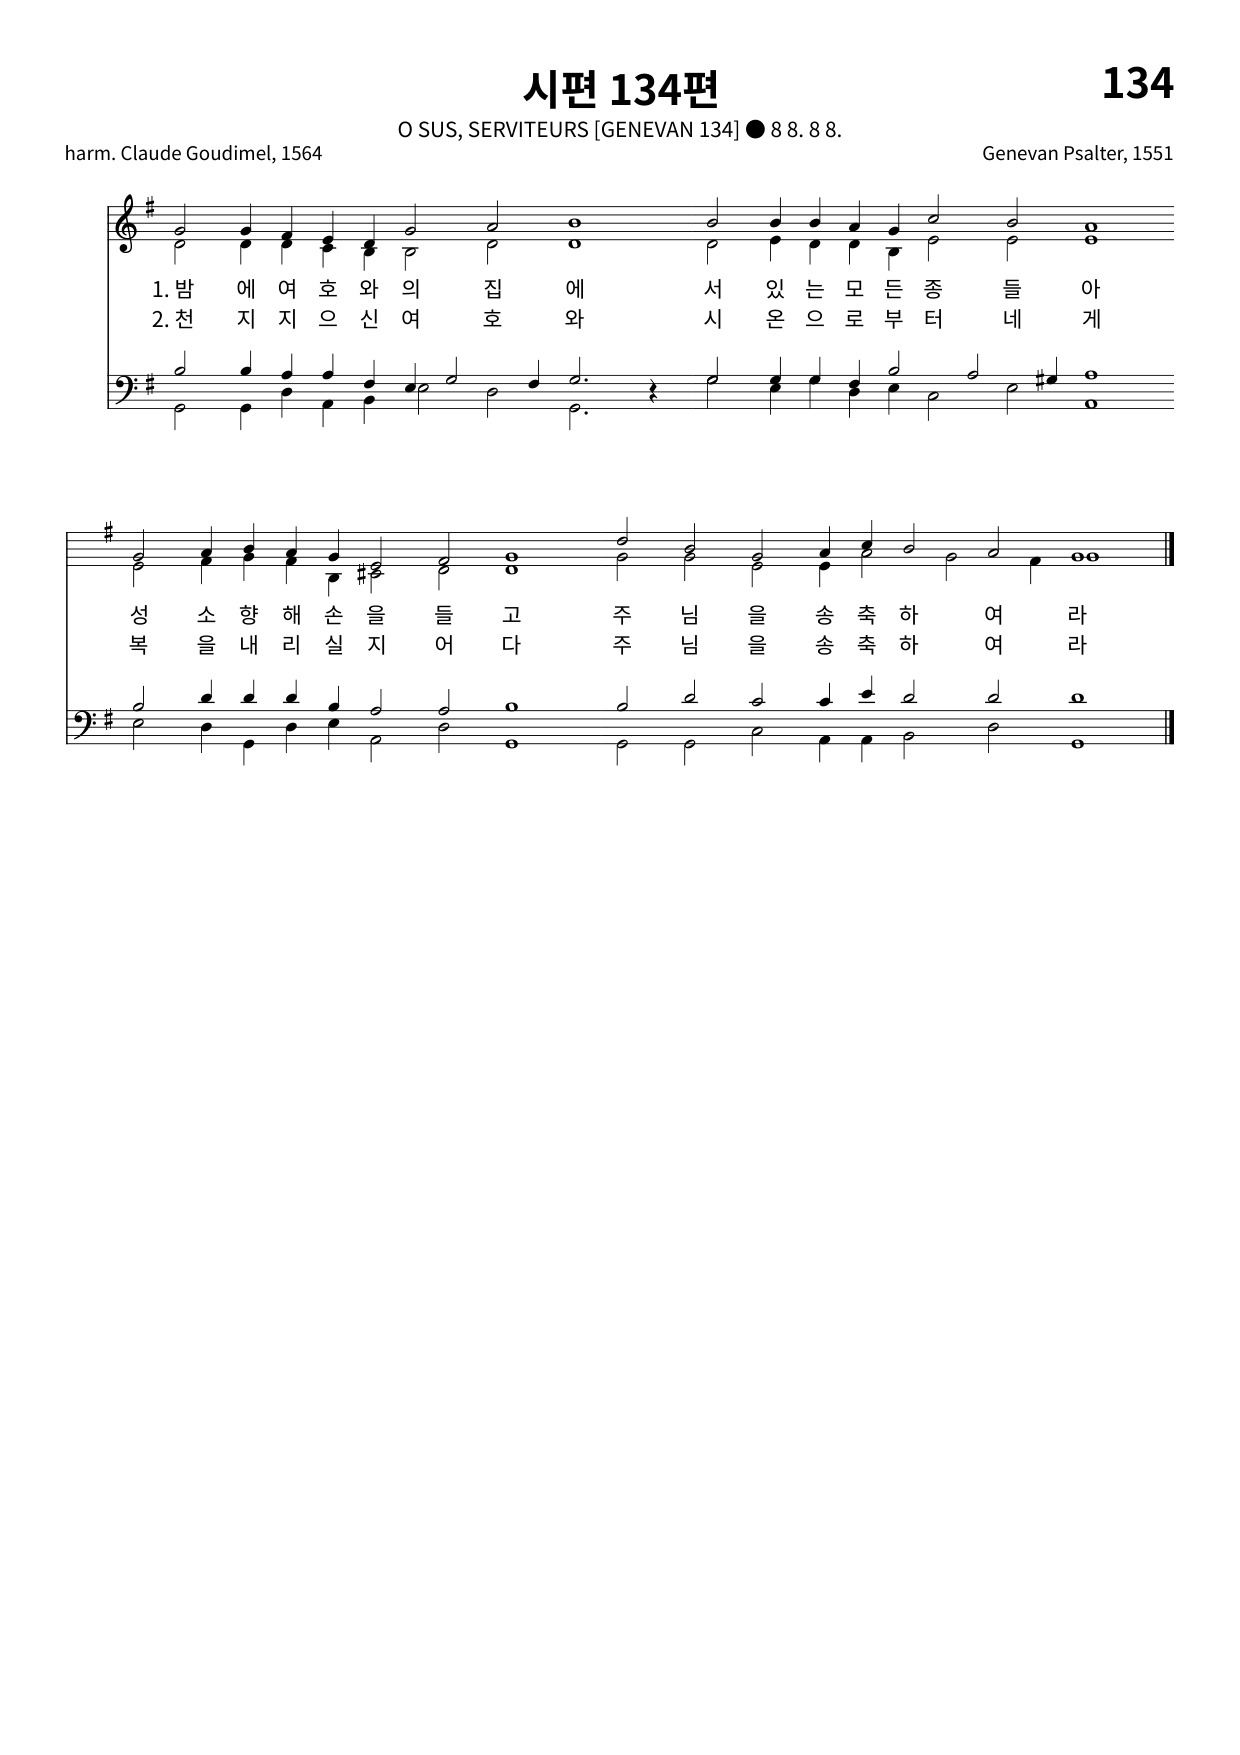 시편 134편
134
O SUS, SERVITEURS [GENEVAN 134] ● 8 8. 8 8.
harm. Claude Goudimel, 1564
Genevan Psalter, 1551
1. 밤 에 여 호 와 의 집 에 서 있 는 모 든 종 들 아
2. 천 지 지 으 신 여 호 와 시 온 으 로 부 터 네 게
성 소 향 해 손 을 들 고 주 님 을 송 축 하 여 라
복 을 내 리 실 지 어 다 주 님 을 송 축 하 여 라